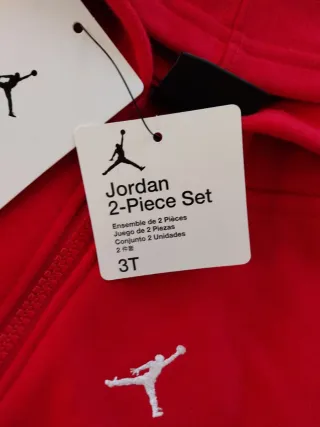 Jordan
2-Piece Set
Ensemble de 2 Pièces
Juego de 2 Piezas
Conjunto 2 Unidades
2 件套
3T